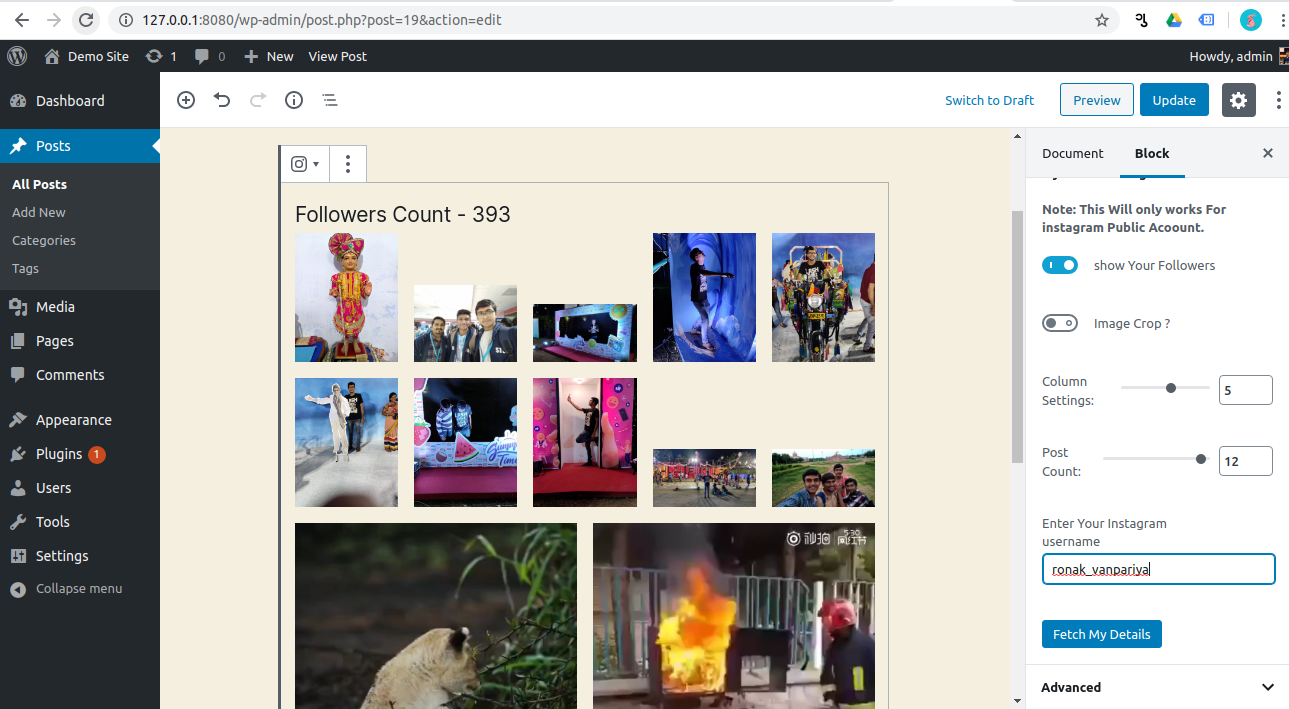 127.0.0.1:8080/wp-admin/post.php?post=19&action=edit
Demo Site 1 0 New View Post Howdy, admin
Dashboard
Posts
All Posts
Add New
Categories
Tags
Media
Pages
Comments
Appearance
Plugins 1
Users
Tools
Settings
Collapse menu
Switch to Draft Preview Update
Followers Count - 393
秒拍
Document Block
Note: This Will only works For
instagram Public Acoount.
show Your Followers
Image Crop ?
Column
Settings:
5
Post
Count:
12
Enter Your Instagram
username
ronak_vanpariya
Fetch My Details
Advanced